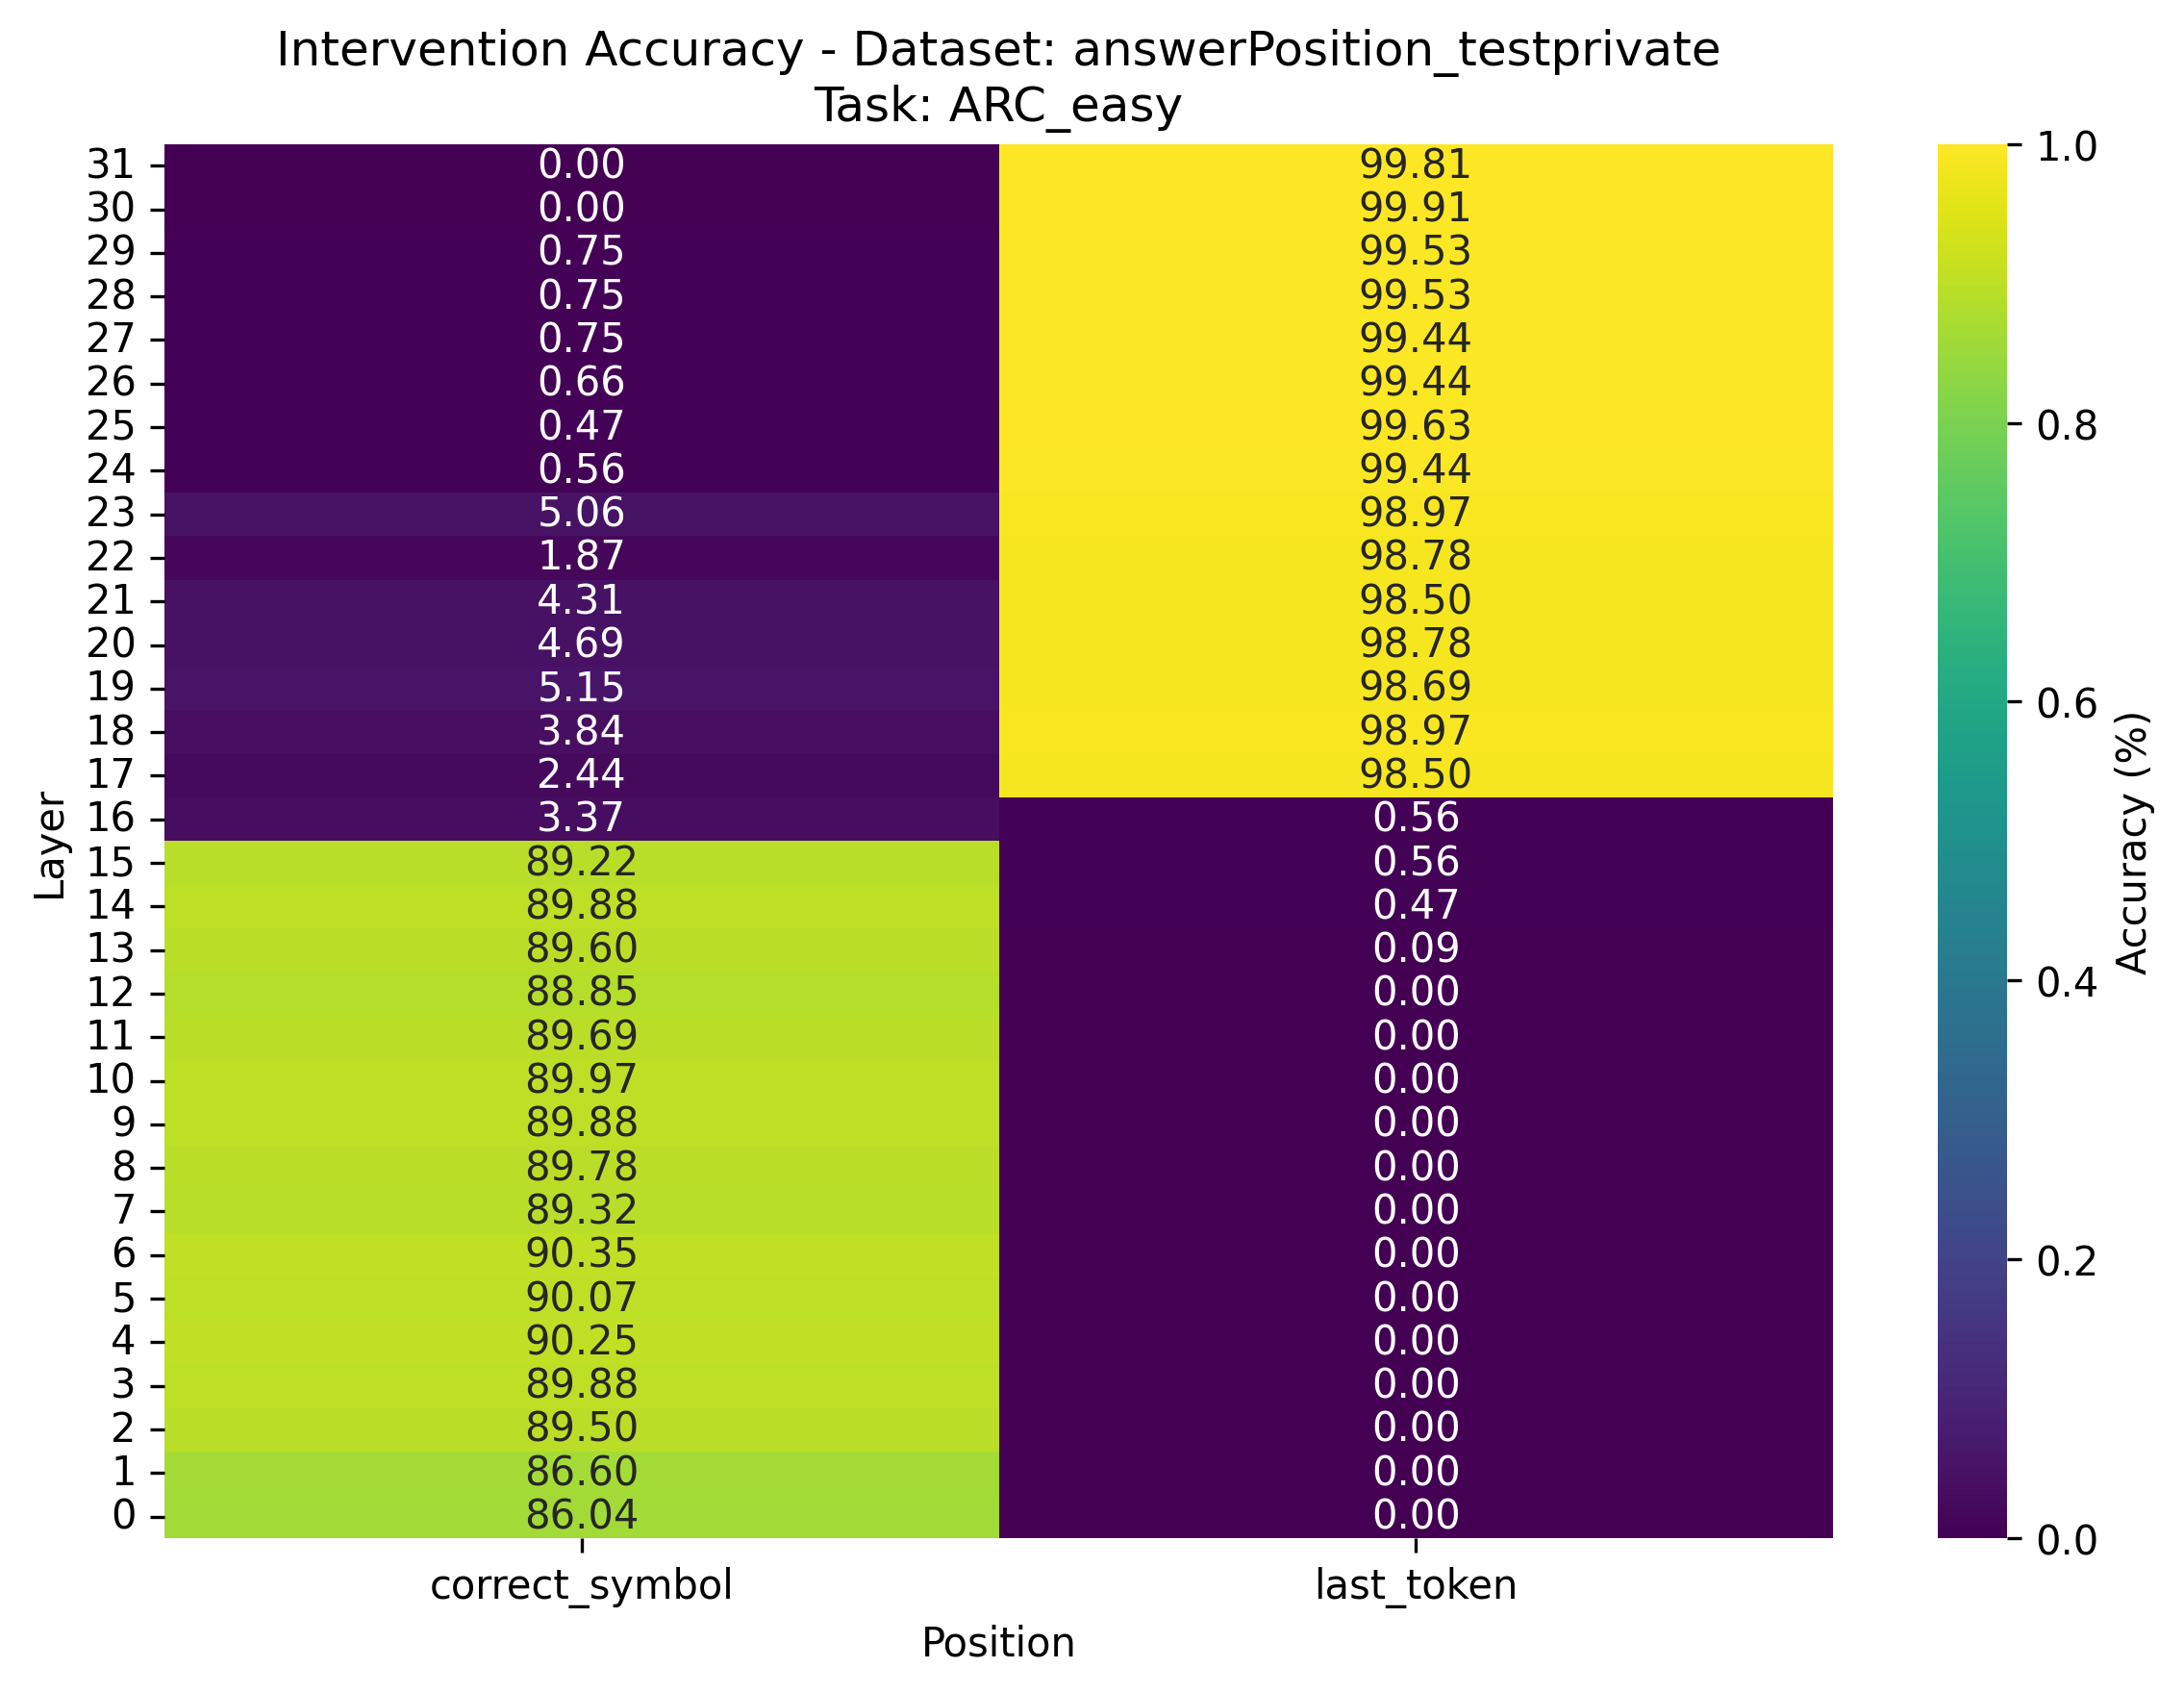 Intervention Accuracy - Dataset: answerPosition_testprivate
Task: ARC_easy
31 0.00 99.81
30 0.00 99.91
29 0.75 99.53
28 0.75 99.53
27 0.75 99.44
26 0.66 99.44
25 0.47 99.63
24 0.56 99.44
23 5.06 98.97
22 1.87 98.78
21 4.31 98.50
20 4.69 98.78
19 5.15 98.69
18 3.84 98.97
17 2.44 98.50
16 3.37 0.56
15 89.22 0.56
14 89.88 0.47
13 89.60 0.09
12 88.85 0.00
11 89.69 0.00
10 89.97 0.00
9 89.88 0.00
8 89.78 0.00
7 89.32 0.00
6 90.35 0.00
5 90.07 0.00
4 90.25 0.00
3 89.88 0.00
2 89.50 0.00
1 86.60 0.00
0 86.04 0.00
Layer
correct_symbol last_token
Position
1.0
0.8
0.6
0.4
0.2
0.0
Accuracy (%)